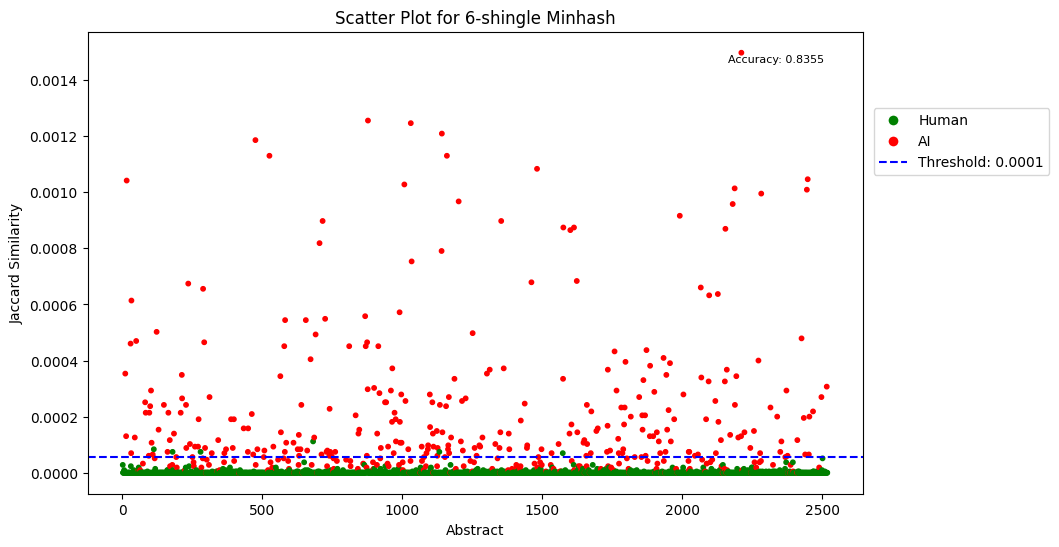 Scatter Plot for 6-shingle Minhash
Accuracy: 0.8355
0.0014
0.0012
0.0010
0.0008
0.0006
0.0004
0.0002
0.0000
Jaccard Similarity
0
500
1000
1500
2000
2500
Abstract
Human
AI
Threshold: 0.0001